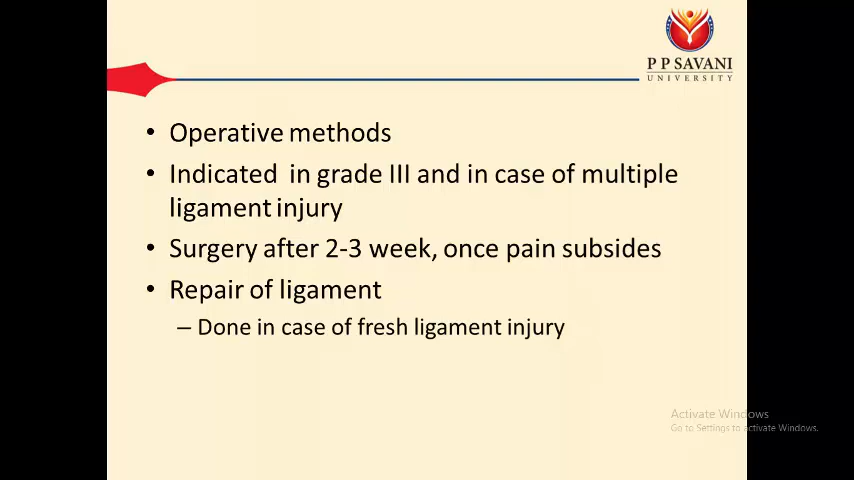 P P SAVANI
UNIVERSITY
• Operative methods
• Indicated in grade III and in case of multiple
ligament injury
• Surgery after 2-3 week, once pain subsides
• Repair of ligament
– Done in case of fresh ligament injury
Activate Windows
Go to Settings to activate Windows.